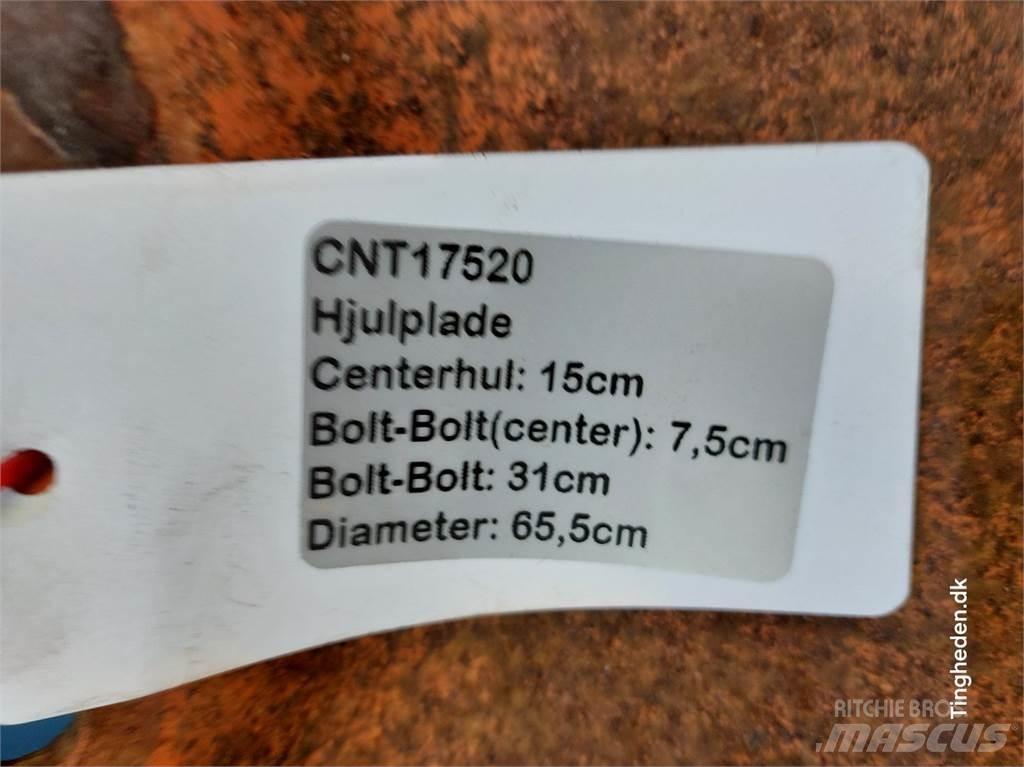 CNT17520
Hjulplade
Centerhul: 15cm
Bolt-Bolt(center): 7,5cm
Bolt-Bolt: 31cm
Diameter: 65,5cm
Tingheden.dk
RITCHIE BRO
MASCUS